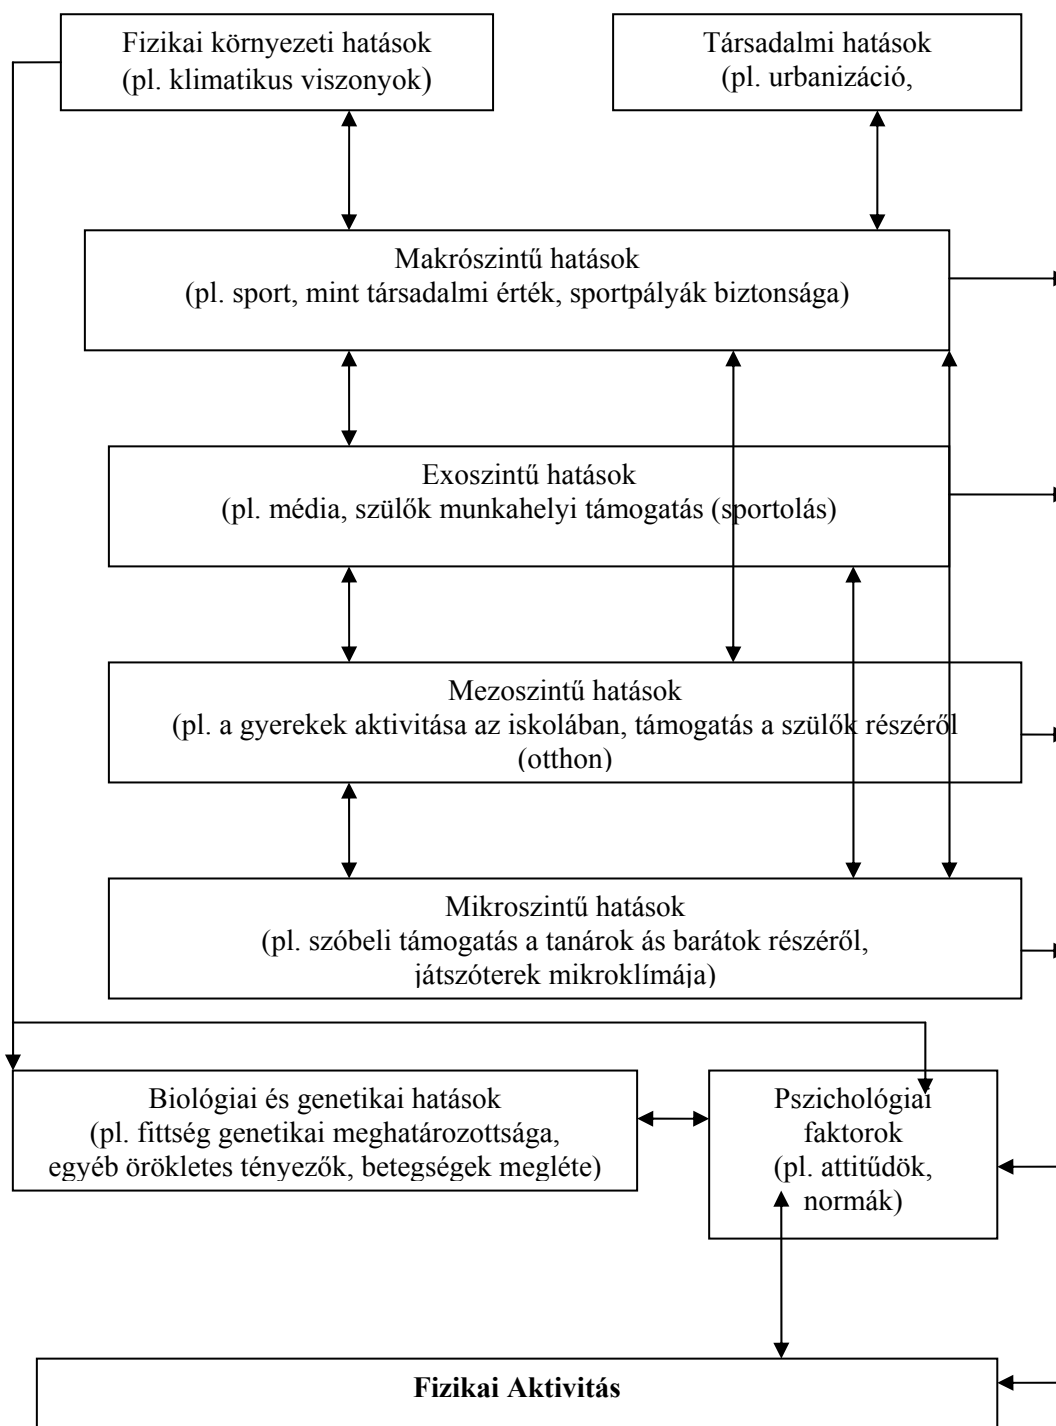 Fizikai környezeti hatások
(pl. klimatikus viszonyok)
Társadalmi hatások
(pl. urbanizáció,
Makrószintű hatások
(pl. sport, mint társadalmi érték, sportpályák biztonsága)
Exoszintű hatások
(pl. média, szülők munkahelyi támogatás (sportolás)
Mezoszintű hatások
(pl. a gyerekek aktivitása az iskolában, támogatás a szülők részéről
(otthon)
Mikroszintű hatások
(pl. szóbeli támogatás a tanárok ás barátok részéről,
játszóterek mikroklímája)
Biológiai és genetikai hatások
(pl. fittség genetikai meghatározottsága,
egyéb örökletes tényezők, betegségek megléte)
Pszichológiai
faktorok
(pl. attitűdök,
normák)
Fizikai Aktivitás